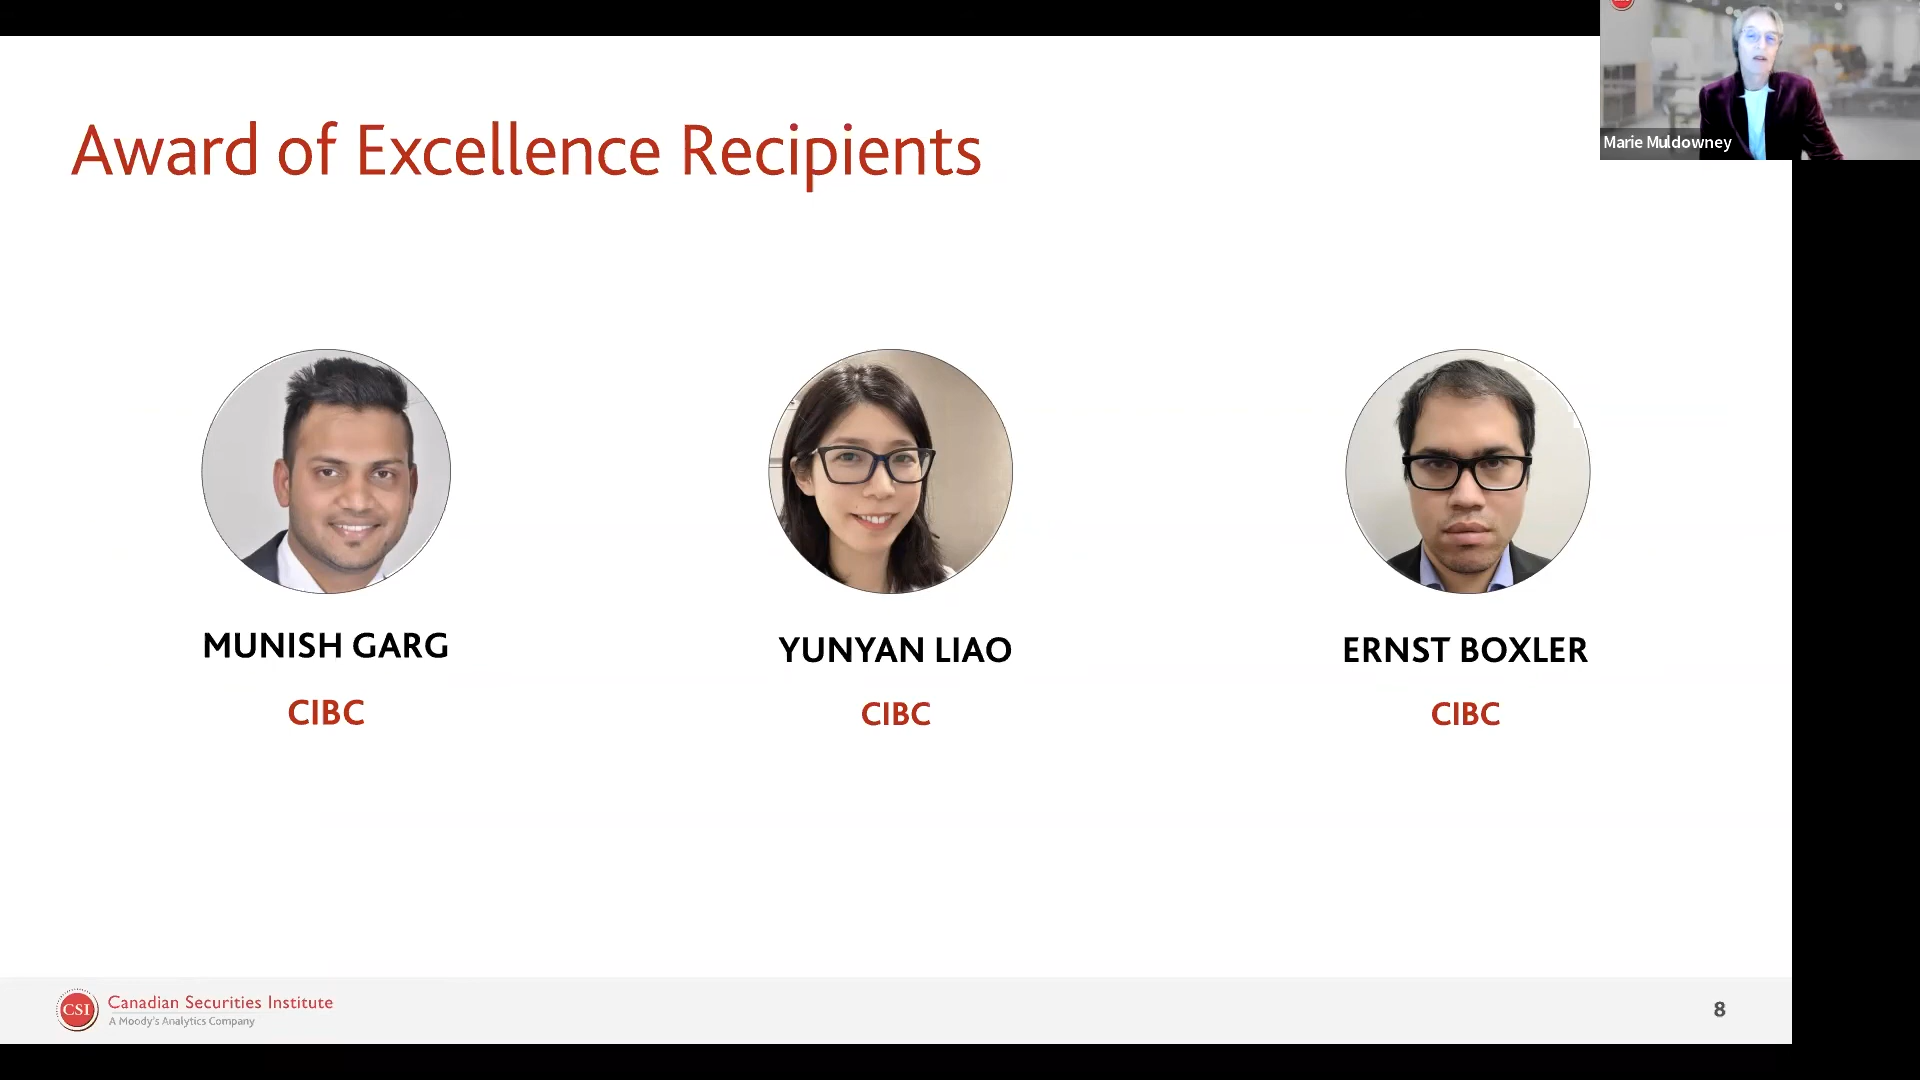 Marie Muldowney
Award of Excellence Recipients
MUNISH GARG
CIBC
YUNYAN LIAO
CIBC
ERNST BOXLER
CIBC
CSI
Canadian Securities Institute
A Moody's Analytics Company
8